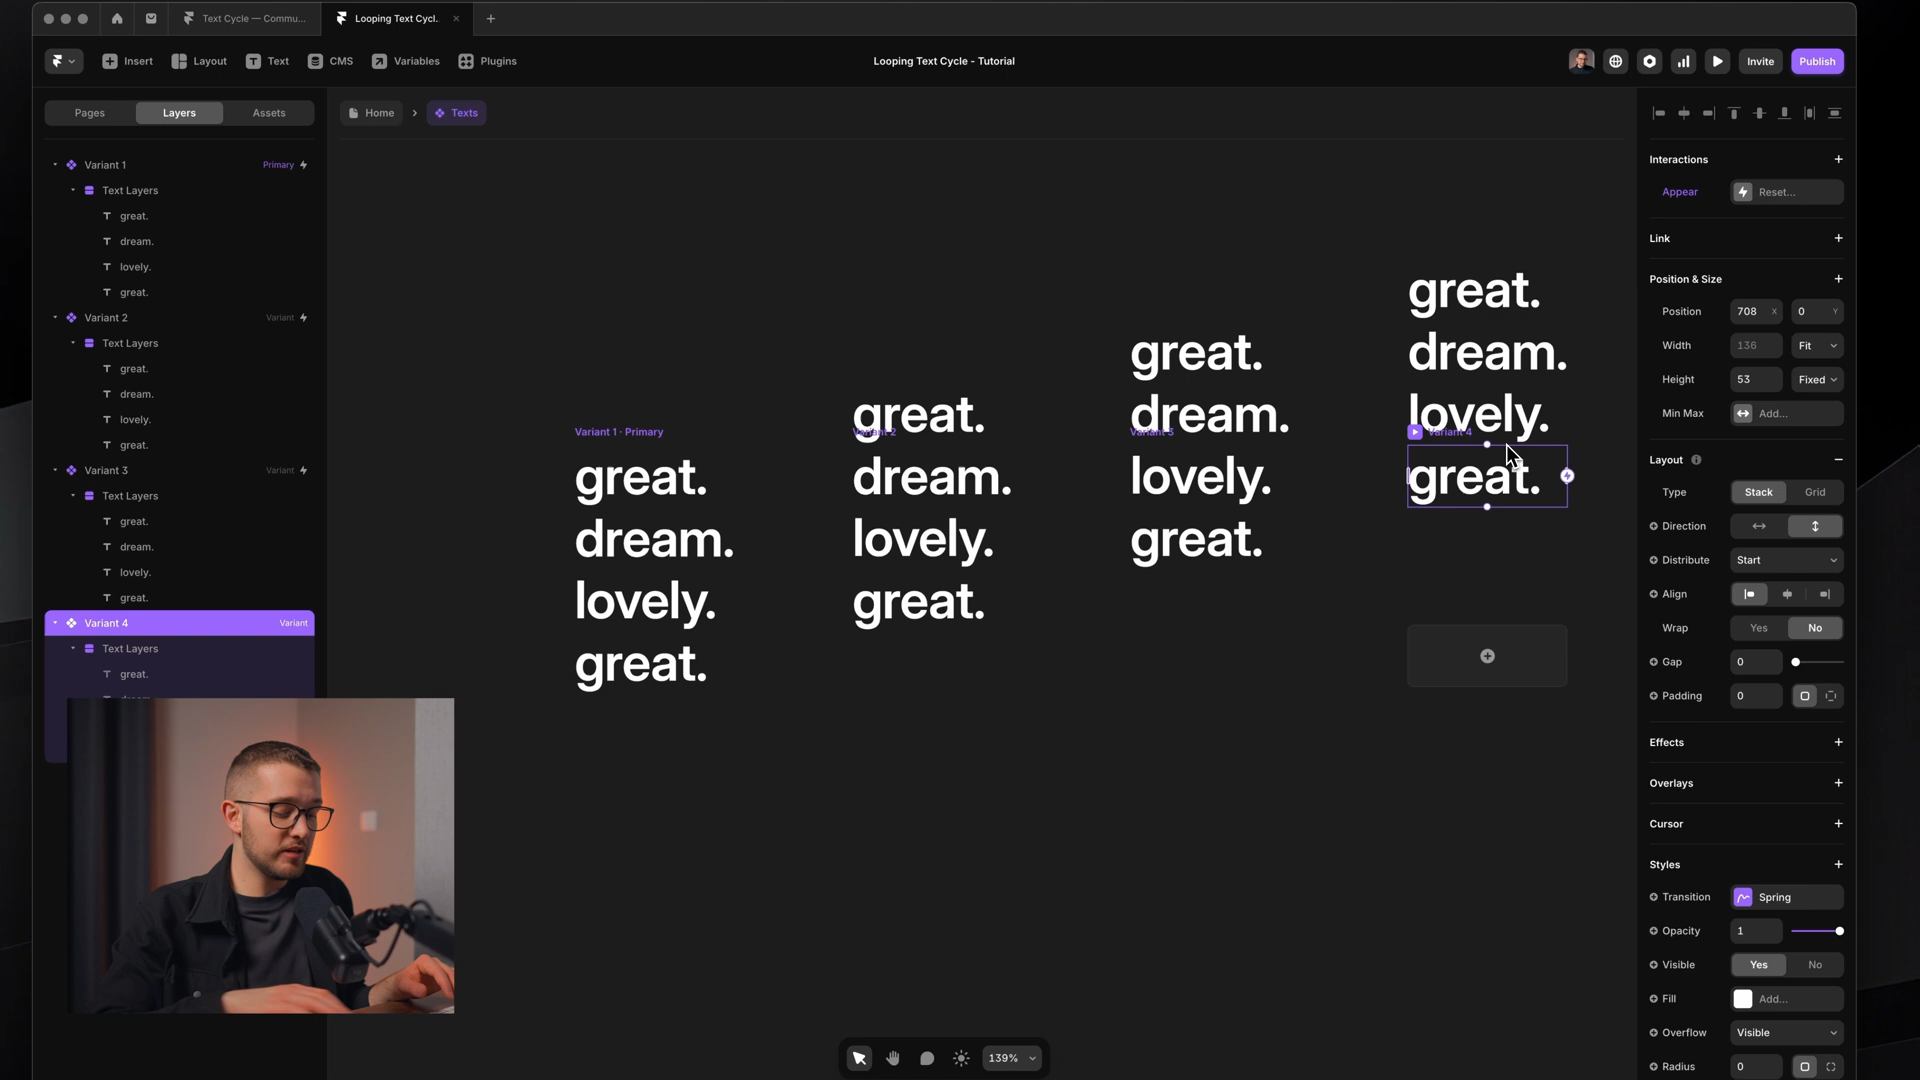 Text Cycle — Commu...
Looping Text Cycl..
Insert
Layout
Text
CMS
Variables
Plugins
Looping Text Cycle - Tutorial
Invite
Publish
Pages
Layers
Assets
Home
Texts
Variant 1
Primary
Text Layers
great.
dream.
lovely.
great.
Variant 2
Variant
Text Layers
great.
dream.
lovely.
great.
Variant 3
Variant
Text Layers
great.
dream.
lovely.
great.
Variant 4
Variant
Text Layers
great.
Variant 1 · Primary
great.
dream.
lovely.
great.
Variant 2
great.
dream.
lovely.
great.
Variant 3
great.
dream.
lovely.
great.
Variant 4
great.
dream.
lovely.
great.
139%
Interactions
Appear
Reset...
Link
Position & Size
Position
708
X
0
Y
Width
136
Fit
Height
53
Fixed
Min Max
Add...
Layout
Type
Stack
Grid
Direction
Distribute
Start
Align
Wrap
Yes
No
Gap
0
Padding
0
Effects
Overlays
Cursor
Styles
Transition
Spring
Opacity
1
Visible
Yes
No
Fill
Add...
Overflow
Visible
Radius
0